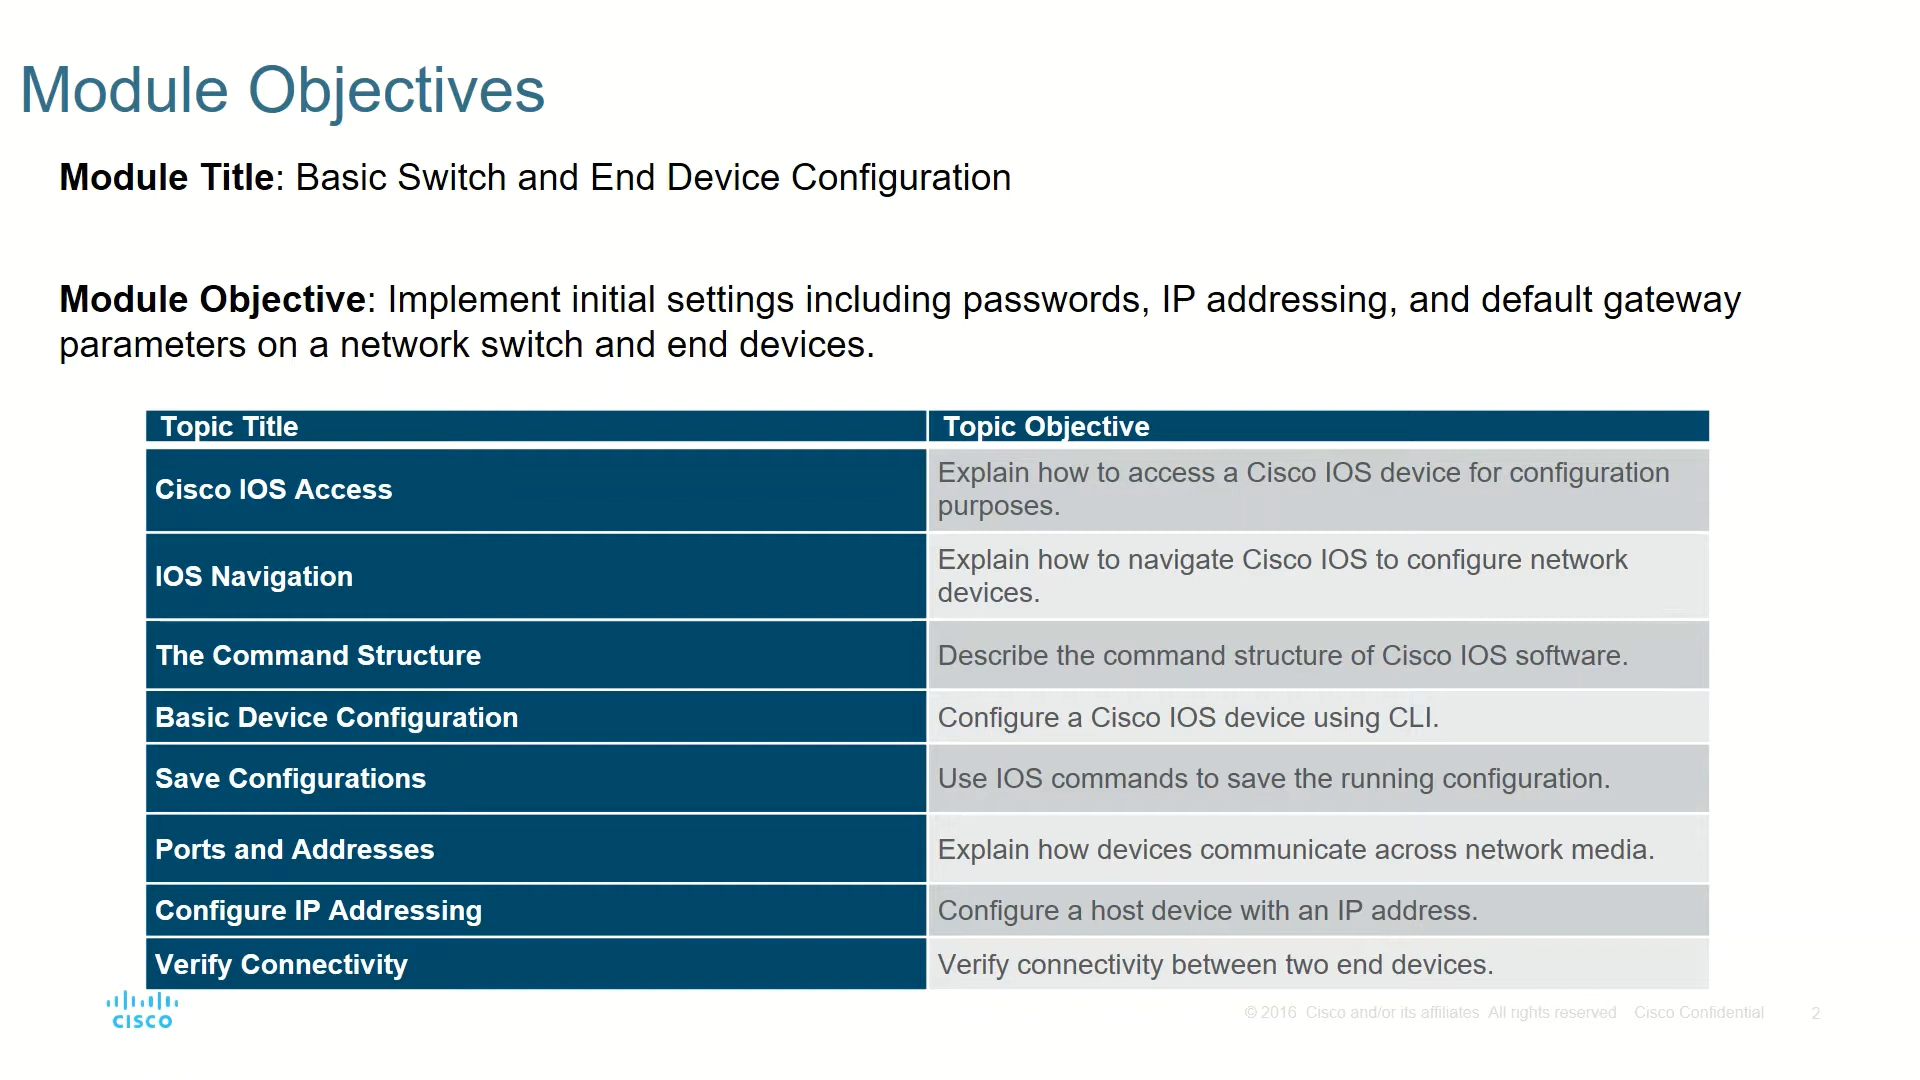 Module Objectives
Module Title: Basic Switch and End Device Configuration
Module Objective: Implement initial settings including passwords, IP addressing, and default gateway
parameters on a network switch and end devices.
Topic Title
Topic Objective
Cisco IOS Access
Explain how to access a Cisco IOS device for configuration
purposes.
IOS Navigation
Explain how to navigate Cisco IOS to configure network
devices.
The Command Structure
Describe the command structure of Cisco IOS software.
Basic Device Configuration
Configure a Cisco IOS device using CLI.
Save Configurations
Use IOS commands to save the running configuration.
Ports and Addresses
Explain how devices communicate across network media.
Configure IP Addressing
Configure a host device with an IP address.
Verify Connectivity
Verify connectivity between two end devices.
CISCO
© 2016 Cisco and/or its affiliates All rights reserved Cisco Confidential 2